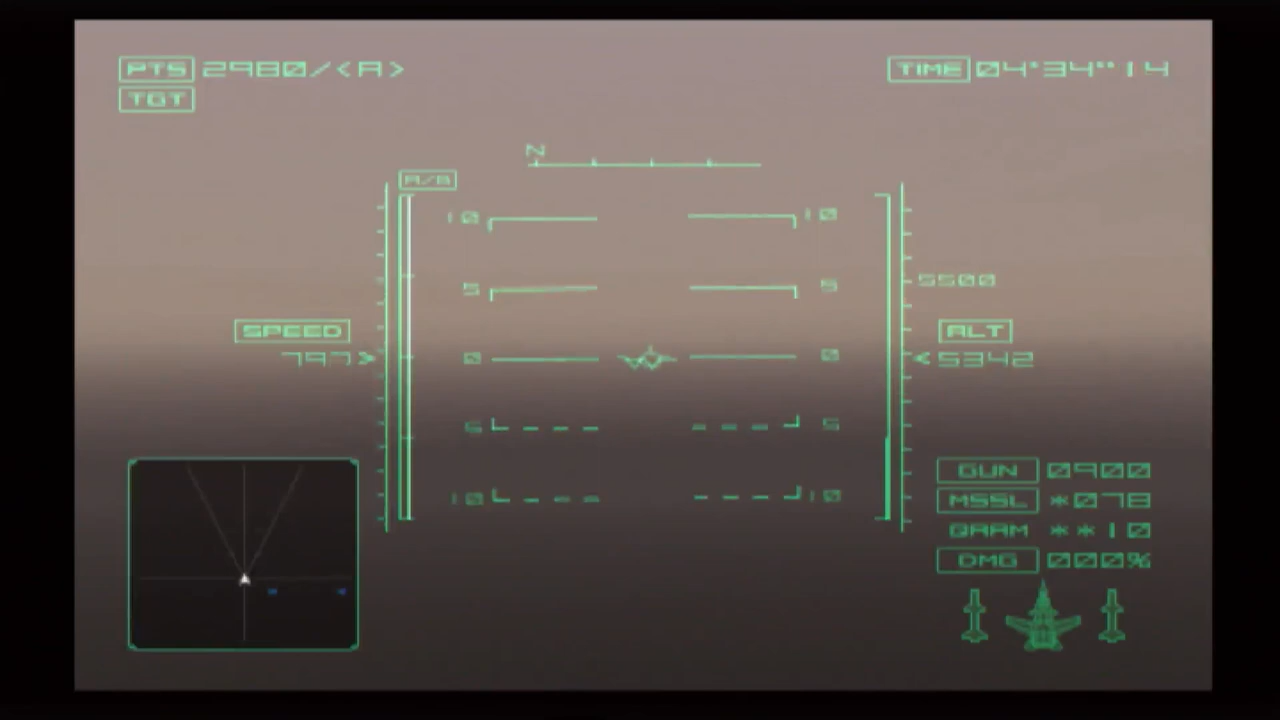 PTS 2980/<A>
TIME 04'34"14
TGT
N
A/B
10 10
5 5
5500
SPEED
ALT
797>
0 0
<5342
5 5
GUN 0900
10 10
MSSL *078
QAAM **10
DMG 000%